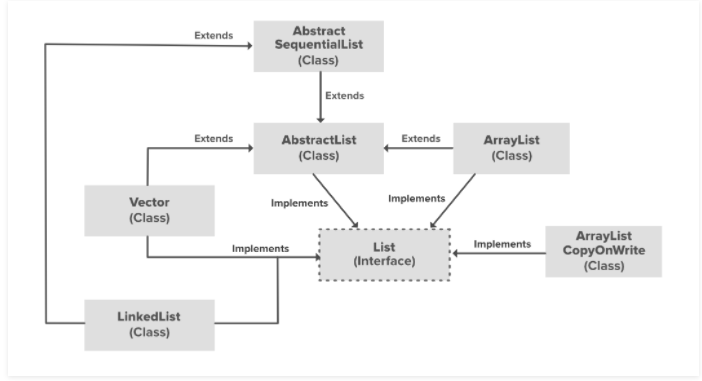 Abstract
SequentialList
(Class)
Extends
Extends
Extends
AbstractList
(Class)
Extends
ArrayList
(Class)
Vector
(Class)
Implements
Implements
Implements
List
(Interface)
Implements
ArrayList
CopyOnWrite
(Class)
LinkedList
(Class)